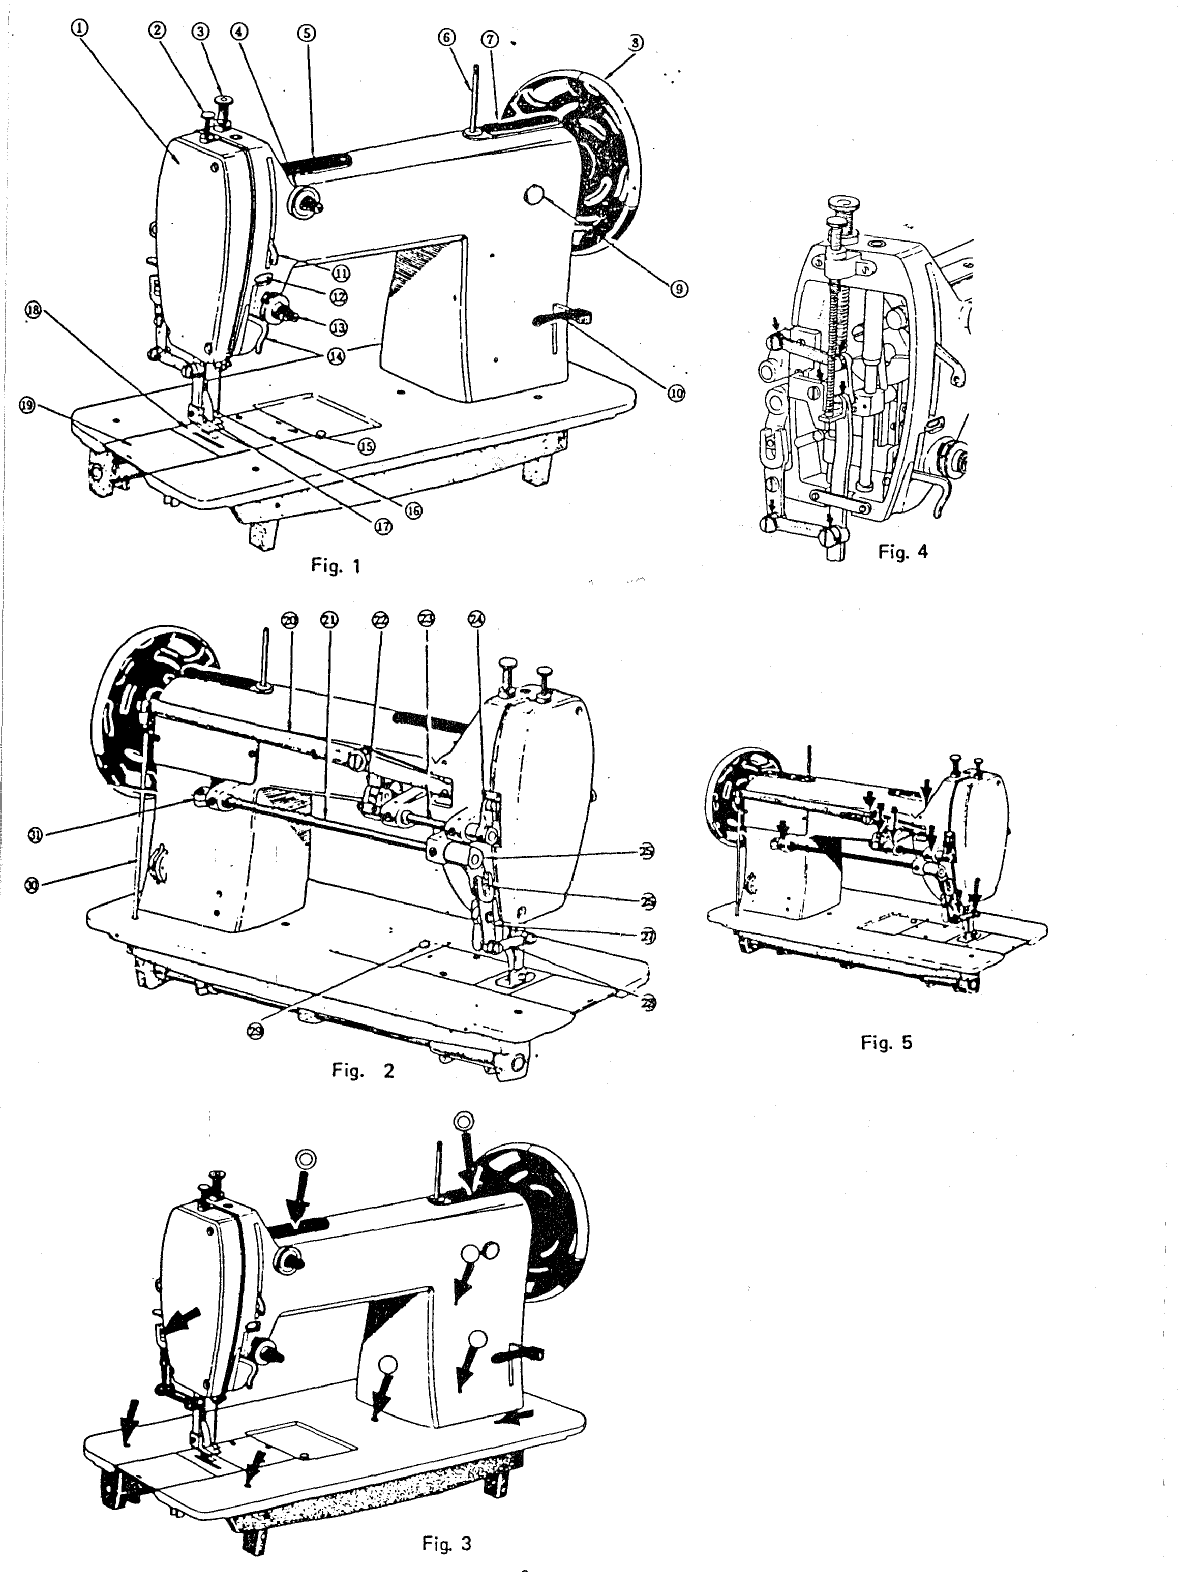 ① ② ③ ④ ⑤ ⑥ ⑦ ⑧
⑨
⑩
⑪
⑫
⑬
⑭
⑮
⑯
⑰
⑱
⑲
Fig. 1
Fig. 4
⑳ ㉑ ㉒ ㉓ ㉔
㉛
㉚
㉕
㉗
㉘
㉙
Fig. 2
Fig. 5
Fig. 3